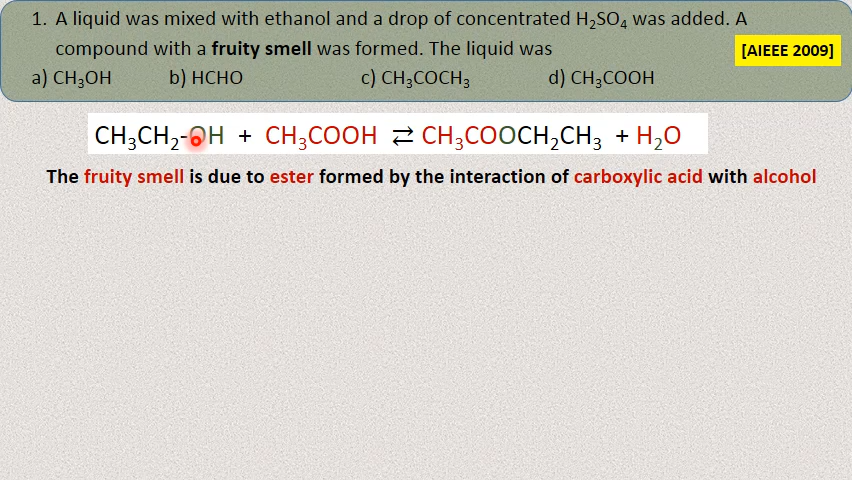 1. A liquid was mixed with ethanol and a drop of concentrated H₂SO₄ was added. A
compound with a fruity smell was formed. The liquid was
[AIEEE 2009]
a) CH₃OH b) HCHO c) CH₃COCH₃ d) CH₃COOH
CH₃CH₂-OH + CH₃COOH ⇄ CH₃COOCH₂CH₃ + H₂O
The fruity smell is due to ester formed by the interaction of carboxylic acid with alcohol